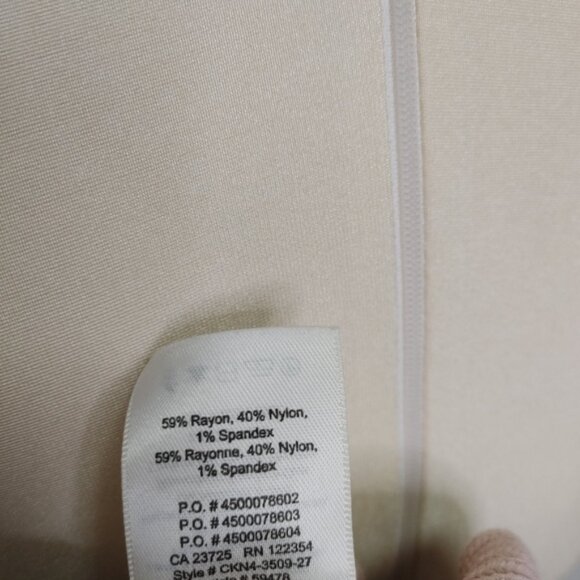 59% Rayon, 40% Nylon,
1% Spandex
59% Rayonne, 40% Nylon,
1% Spandex
P.O. # 4500078602
P.O. # 4500078603
P.O. # 4500078604
CA 23725 RN 122354
Style # CKN4-3509-27
# 59478